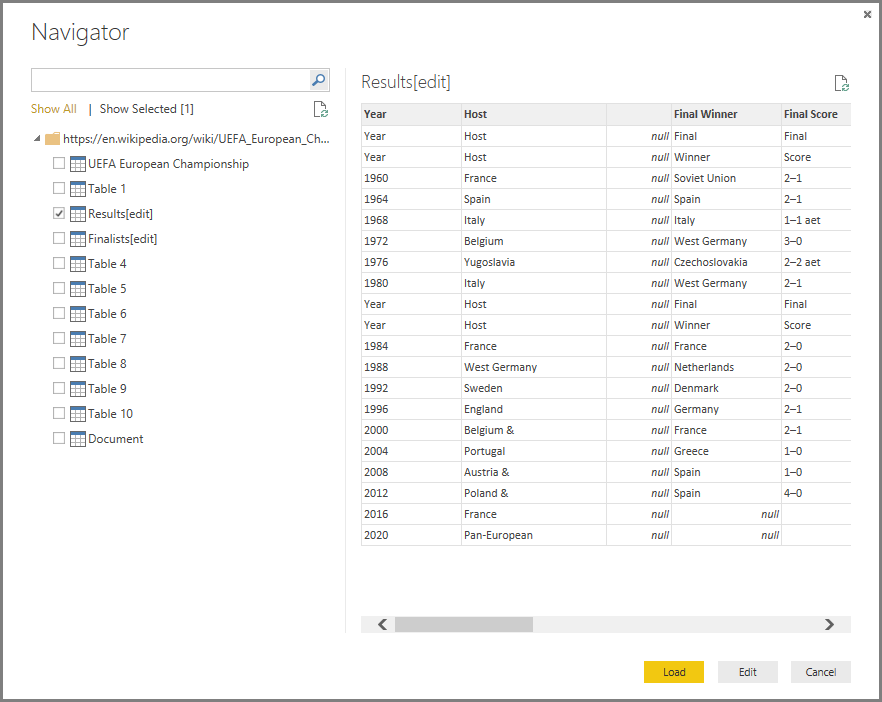 Navigator
Show All | Show Selected [1]
https://en.wikipedia.org/wiki/UEFA_European_Ch...
UEFA European Championship
Table 1
Results[edit]
Finalists[edit]
Table 4
Table 5
Table 6
Table 7
Table 8
Table 9
Table 10
Document
Results[edit]
Year Host Final Winner Final Score
Year Host null Final Final
Year Host null Winner Score
1960 France null Soviet Union 2–1
1964 Spain null Spain 2–1
1968 Italy null Italy 1–1 aet
1972 Belgium null West Germany 3–0
1976 Yugoslavia null Czechoslovakia 2–2 aet
1980 Italy null West Germany 2–1
Year Host null Final Final
Year Host null Winner Score
1984 France null France 2–0
1988 West Germany null Netherlands 2–0
1992 Sweden null Denmark 2–0
1996 England null Germany 2–1
2000 Belgium & null France 2–1
2004 Portugal null Greece 1–0
2008 Austria & null Spain 1–0
2012 Poland & null Spain 4–0
2016 France null null
2020 Pan-European null null
Load Edit Cancel